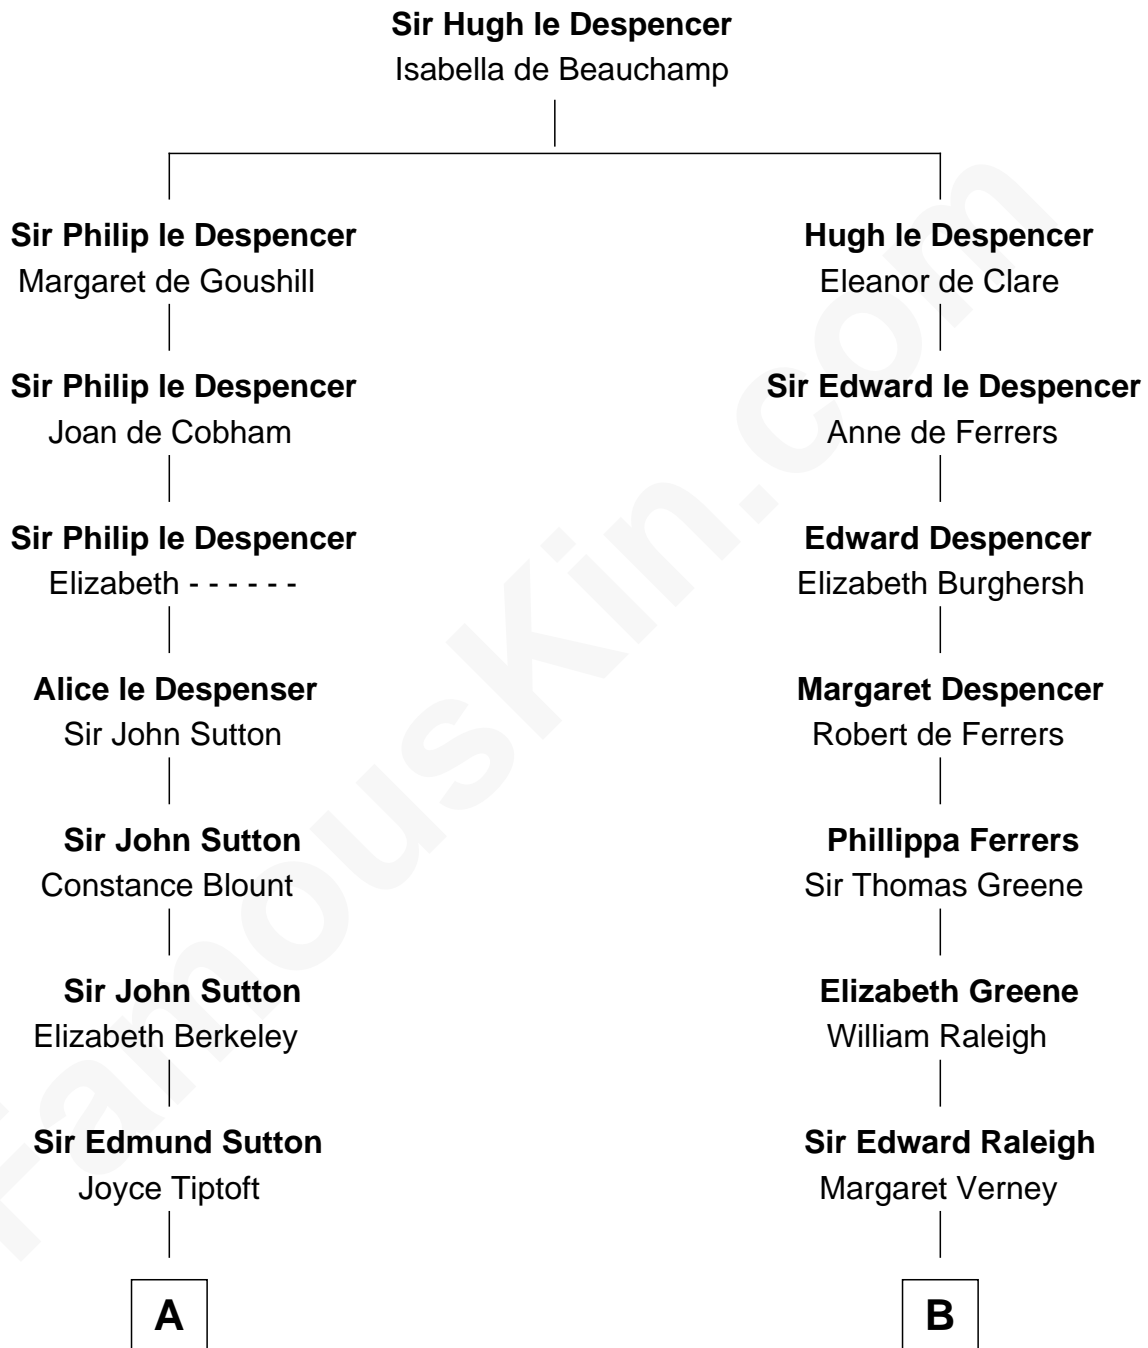 Sir Hugh le Despencer
Isabella de Beauchamp
Sir Philip le Despencer
Margaret de Goushill
Hugh le Despencer
Eleanor de Clare
Sir Philip le Despencer
Joan de Cobham
Sir Edward le Despencer
Anne de Ferrers
Sir Philip le Despencer
Elizabeth - - - - - -
Edward Despencer
Elizabeth Burghersh
Alice le Despenser
Sir John Sutton
Margaret Despencer
Robert de Ferrers
Sir John Sutton
Constance Blount
Phillippa Ferrers
Sir Thomas Greene
Sir John Sutton
Elizabeth Berkeley
Elizabeth Greene
William Raleigh
Sir Edmund Sutton
Joyce Tiptoft
Sir Edward Raleigh
Margaret Verney
A
B
FamousKin.com